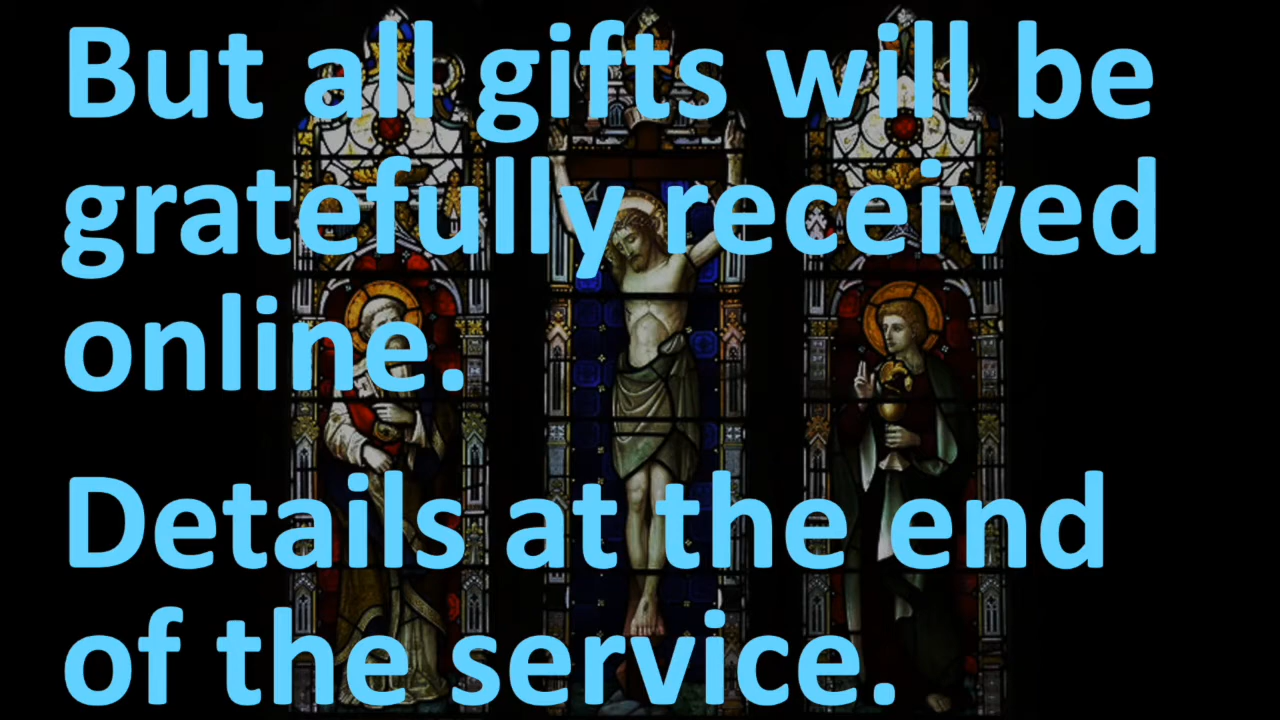 But all gifts will be
gratefully received
online.
Details at the end
of the service.